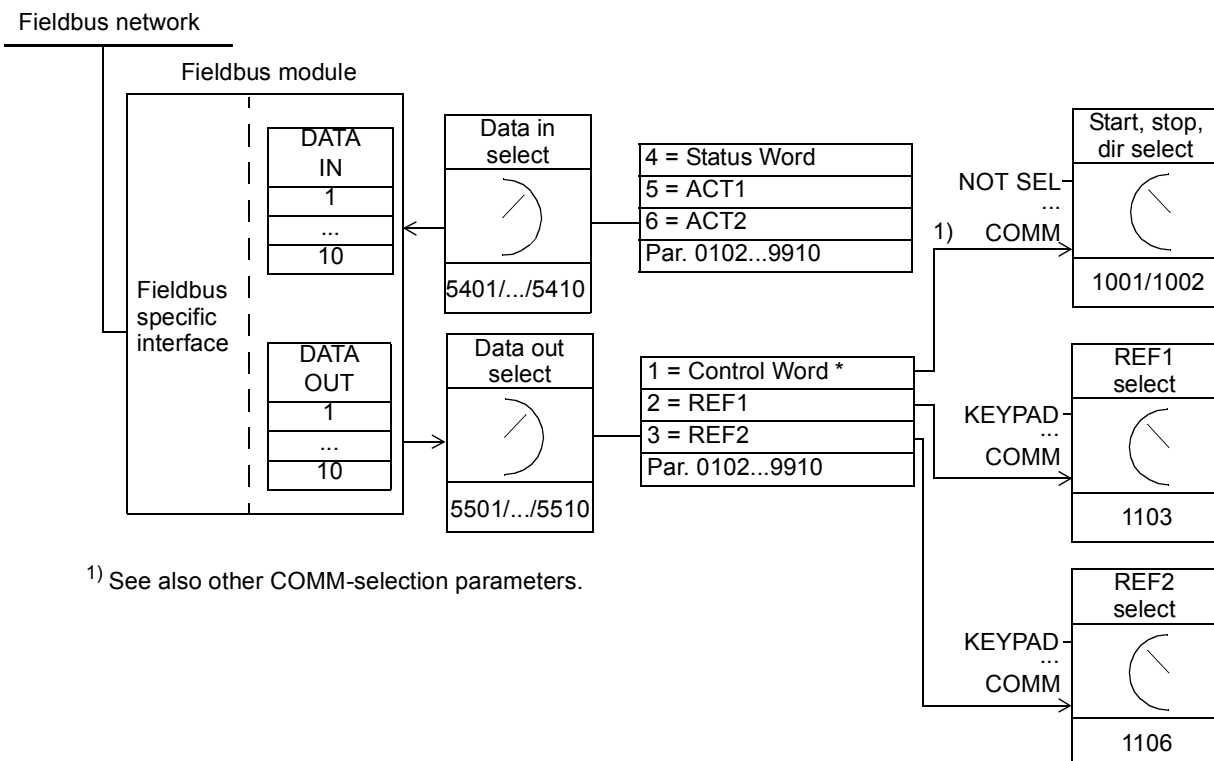 Fieldbus network
Fieldbus module
Fieldbus
specific
interface
DATA
IN
1
...
10
DATA
OUT
1
...
10
Data in
select
5401/.../5410
Data out
select
5501/.../5510
4 = Status Word
5 = ACT1
6 = ACT2
Par. 0102...9910
1 = Control Word *
2 = REF1
3 = REF2
Par. 0102...9910
Start, stop,
dir select
NOT SEL
...
1) COMM
1001/1002
REF1
select
KEYPAD
...
COMM
1103
REF2
select
KEYPAD
...
COMM
1106
1) See also other COMM-selection parameters.